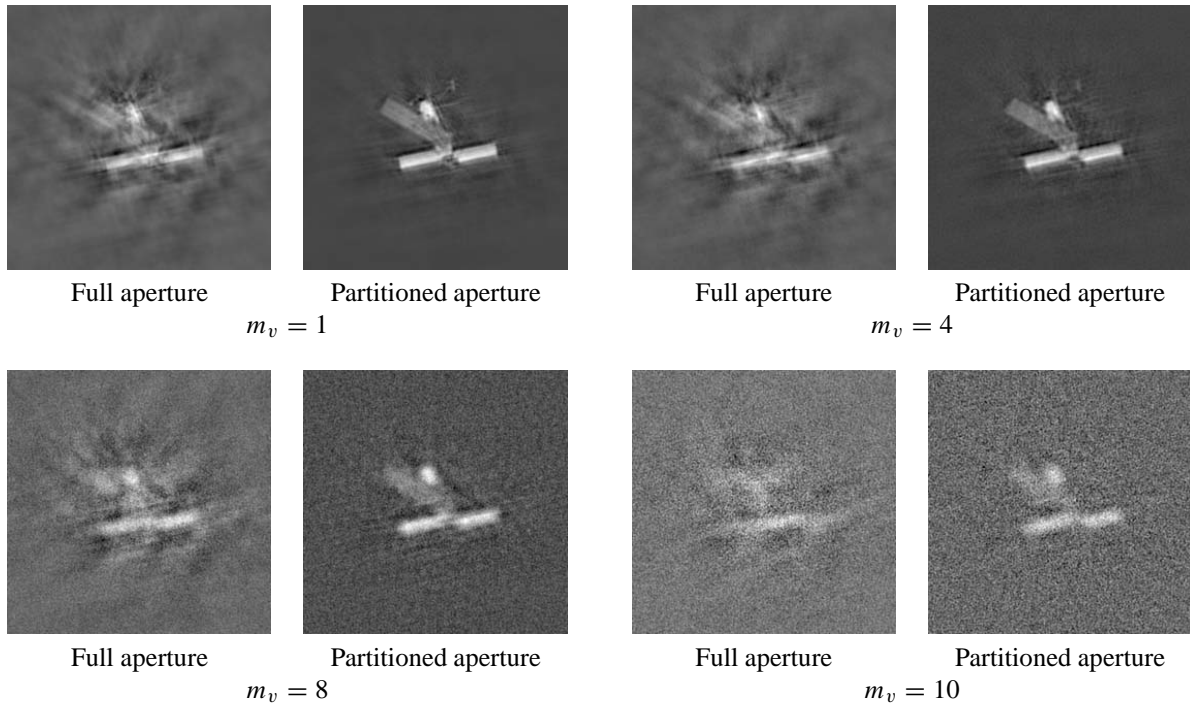 Full aperture Partitioned aperture Full aperture Partitioned aperture
m_v = 1 m_v = 4
Full aperture Partitioned aperture Full aperture Partitioned aperture
m_v = 8 m_v = 10